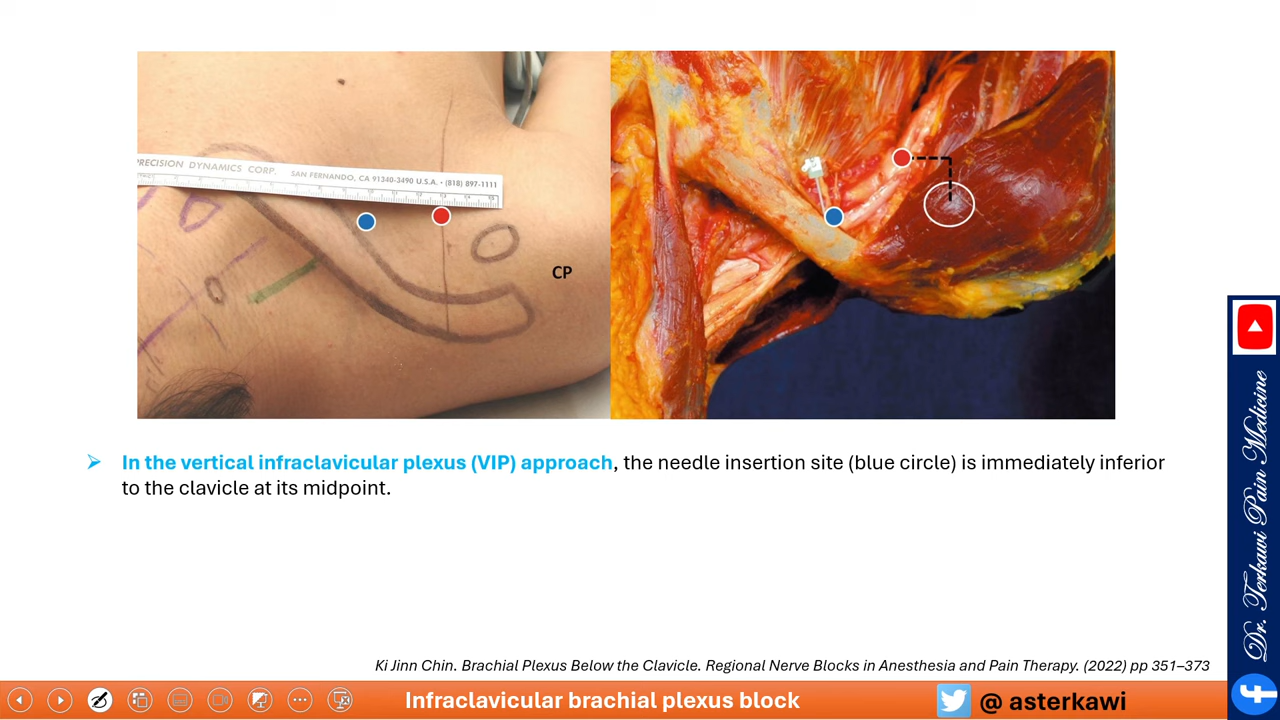 PRECISION DYNAMICS CORP. SAN FERNANDO, CA 91340-3490 U.S.A. • (818) 897-1111
CP
➢ In the vertical infraclavicular plexus (VIP) approach, the needle insertion site (blue circle) is immediately inferior
to the clavicle at its midpoint.
Ki Jinn Chin. Brachial Plexus Below the Clavicle. Regional Nerve Blocks in Anesthesia and Pain Therapy. (2022) pp 351–373
Infraclavicular brachial plexus block
@ asterkawi
Dr. Terkawi Pain Medicine